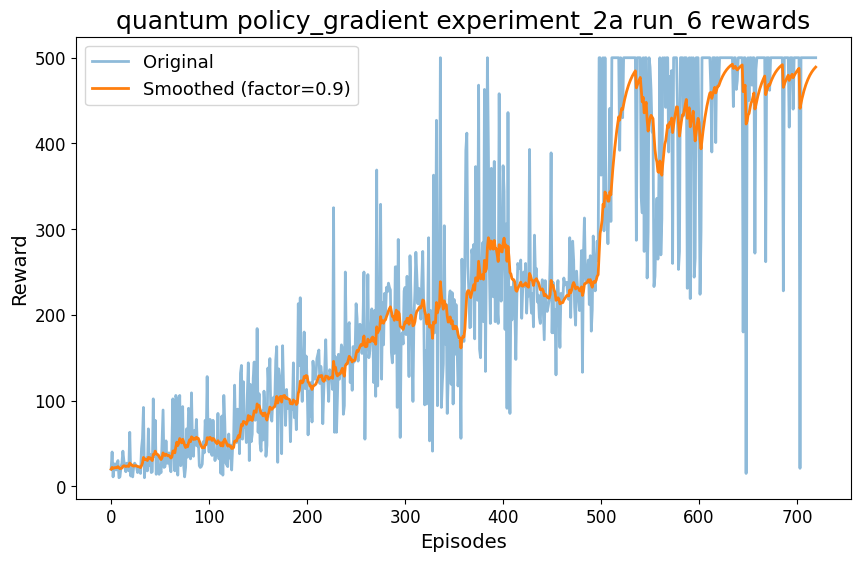 quantum policy_gradient experiment_2a run_6 rewards
Original
Smoothed (factor=0.9)
Reward
500
400
300
200
100
0
0 100 200 300 400 500 600 700
Episodes